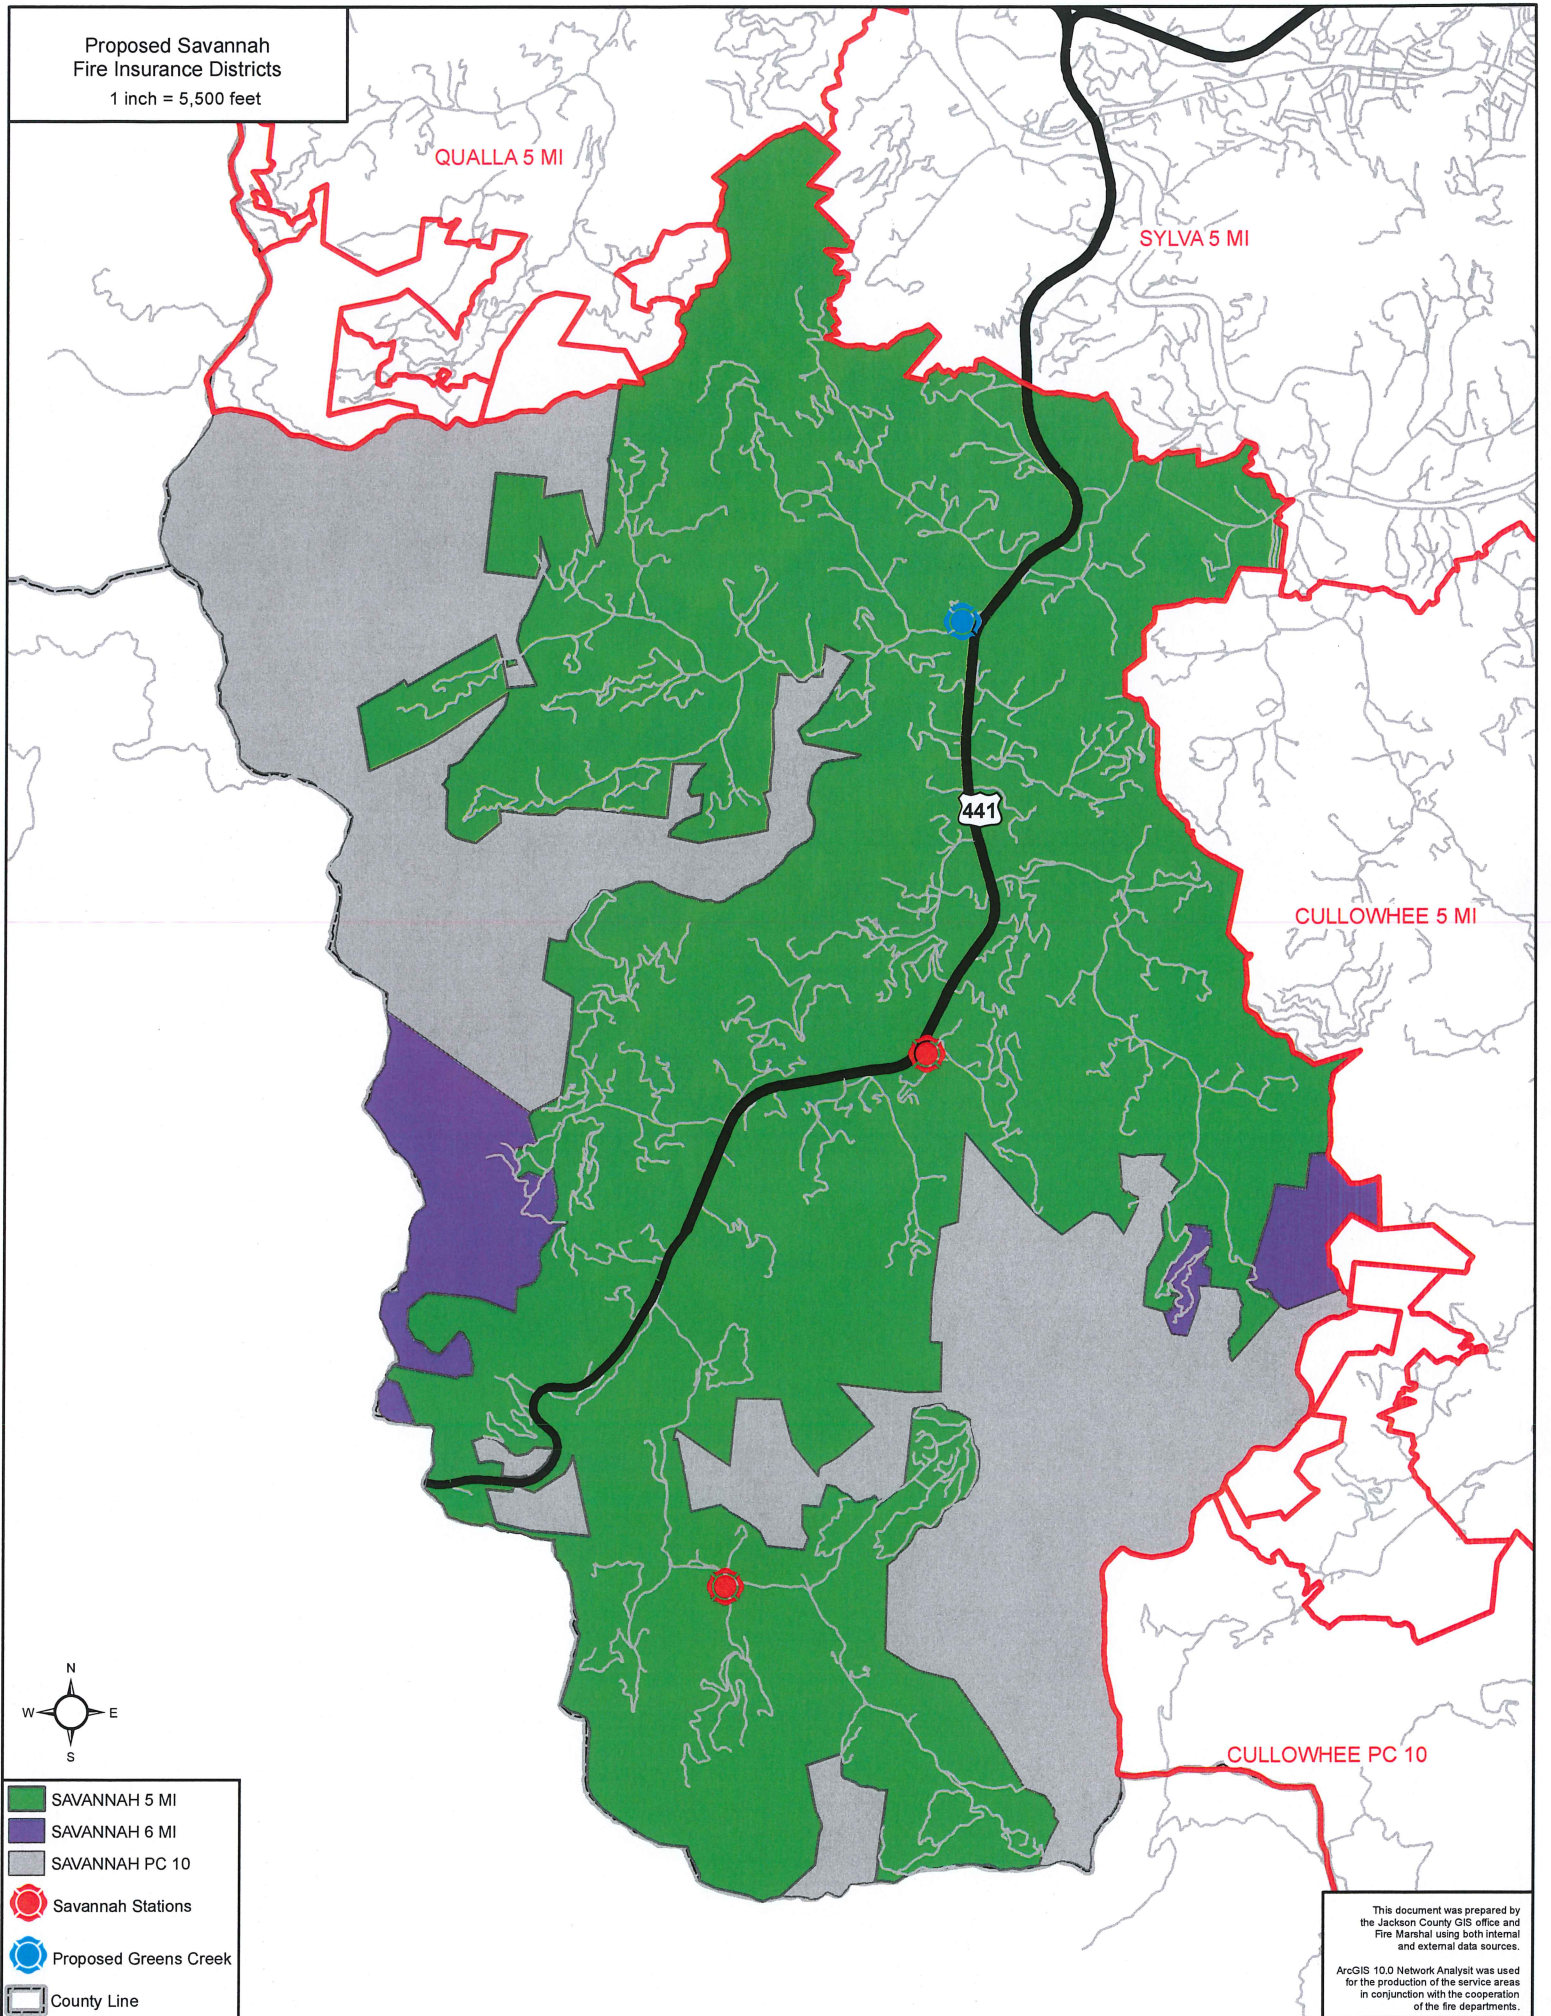 Proposed Savannah
Fire Insurance Districts
1 inch = 5,500 feet
QUALLA 5 MI
SYLVA 5 MI
441
CULLOWHEE 5 MI
CULLOWHEE PC 10
N
W E
S
SAVANNAH 5 MI
SAVANNAH 6 MI
SAVANNAH PC 10
Savannah Stations
Proposed Greens Creek
County Line
This document was prepared by
the Jackson County GIS office and
Fire Marshal using both internal
and external data sources.
ArcGIS 10.0 Network Analysit was used
for the production of the service areas
in conjunction with the cooperation
of the fire departments.